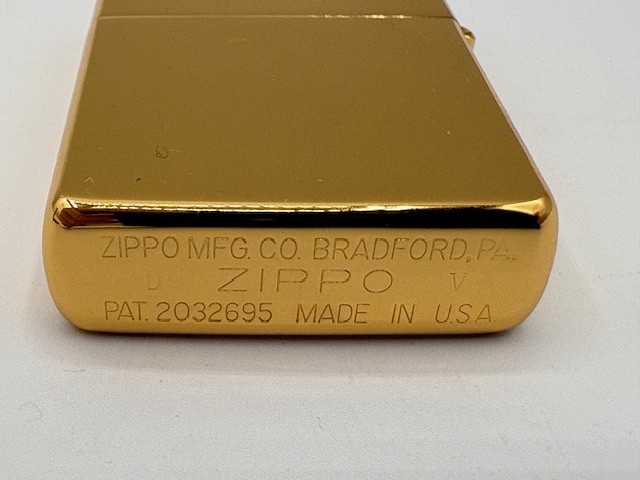 ZIPPO MFG. CO. BRADFORD, PA.
D ZIPPO V
PAT. 2032695 MADE IN U.S.A.